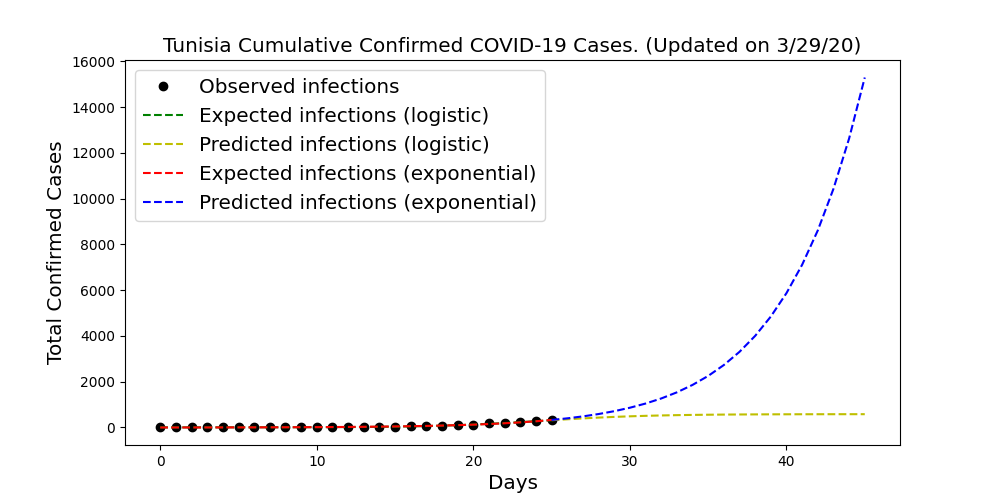 Tunisia Cumulative Confirmed COVID-19 Cases. (Updated on 3/29/20)
16000
14000
12000
10000
8000
6000
4000
2000
0
Total Confirmed Cases
Observed infections
Expected infections (logistic)
Predicted infections (logistic)
Expected infections (exponential)
Predicted infections (exponential)
0 10 20 30 40
Days